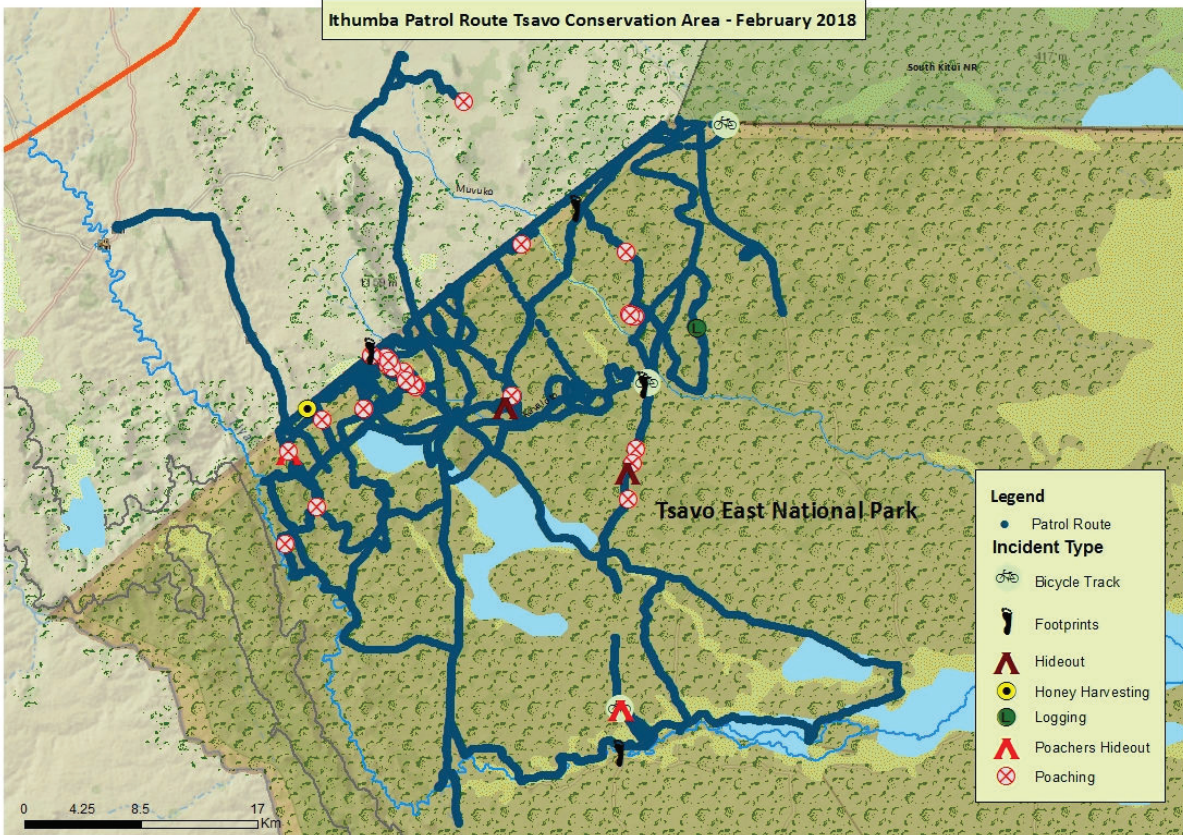 Ithumba Patrol Route Tsavo Conservation Area - February 2018
South Kitui NR
Muvuko
Tsavo East National Park
Legend
Patrol Route
Incident Type
Bicycle Track
Footprints
Hideout
Honey Harvesting
L
Logging
Poachers Hideout
Poaching
L
0 4.25 8.5 17
Km